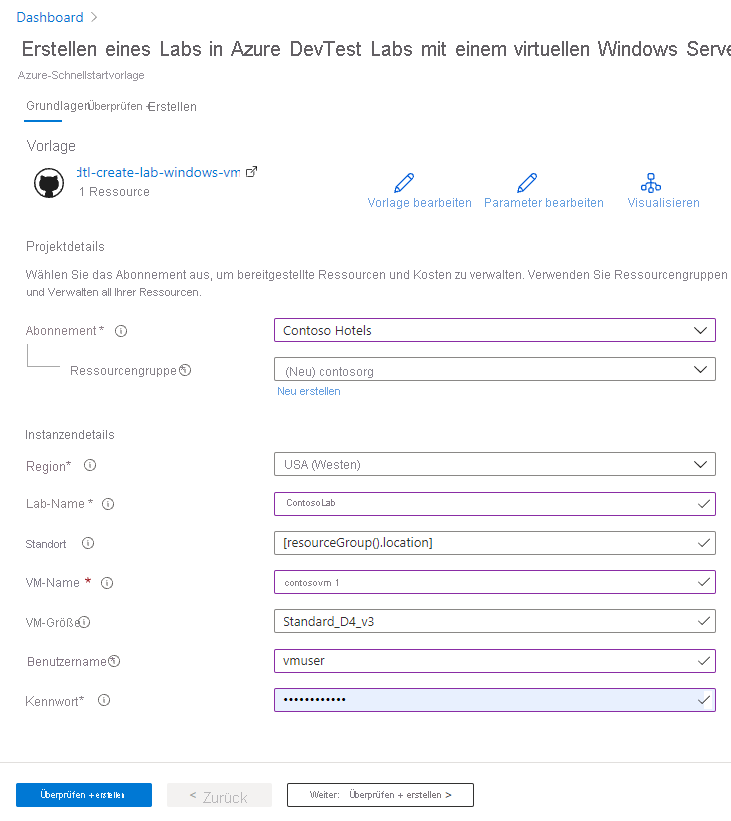 Dashboard >
Erstellen eines Labs in Azure DevTest Labs mit einem virtuellen Windows Serve
Azure-Schnellstartvorlage
Grundlagen Überprüfen + Erstellen
Vorlage
dtl-create-lab-windows-vm
1 Ressource
Vorlage bearbeiten Parameter bearbeiten Visualisieren
Projektdetails
Wählen Sie das Abonnement aus, um bereitgestellte Ressourcen und Kosten zu verwalten. Verwenden Sie Ressourcengruppen
und Verwalten all Ihrer Ressourcen.
Abonnement * Contoso Hotels
Ressourcengruppe (Neu) contosorg
Neu erstellen
Instanzendetails
Region* USA (Westen)
Lab-Name * ContosoLab
Standort [resourceGroup().location]
VM-Name * contosovm 1
VM-Größe Standard_D4_v3
Benutzername vmuser
Kennwort* ••••••••••••
Überprüfen + erstellen < Zurück Weiter: Überprüfen + erstellen >